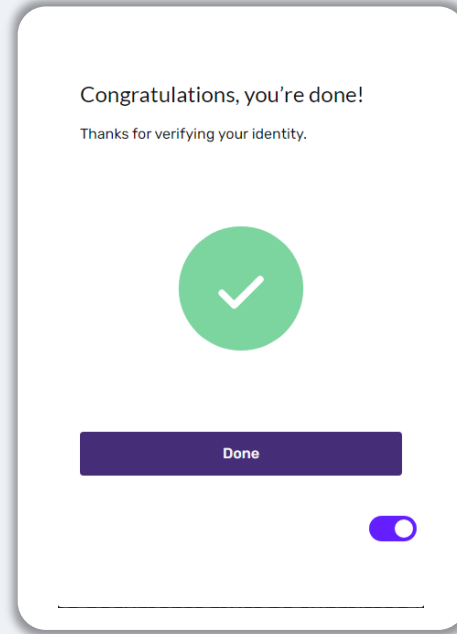 Congratulations, you’re done!
Thanks for verifying your identity.
Done